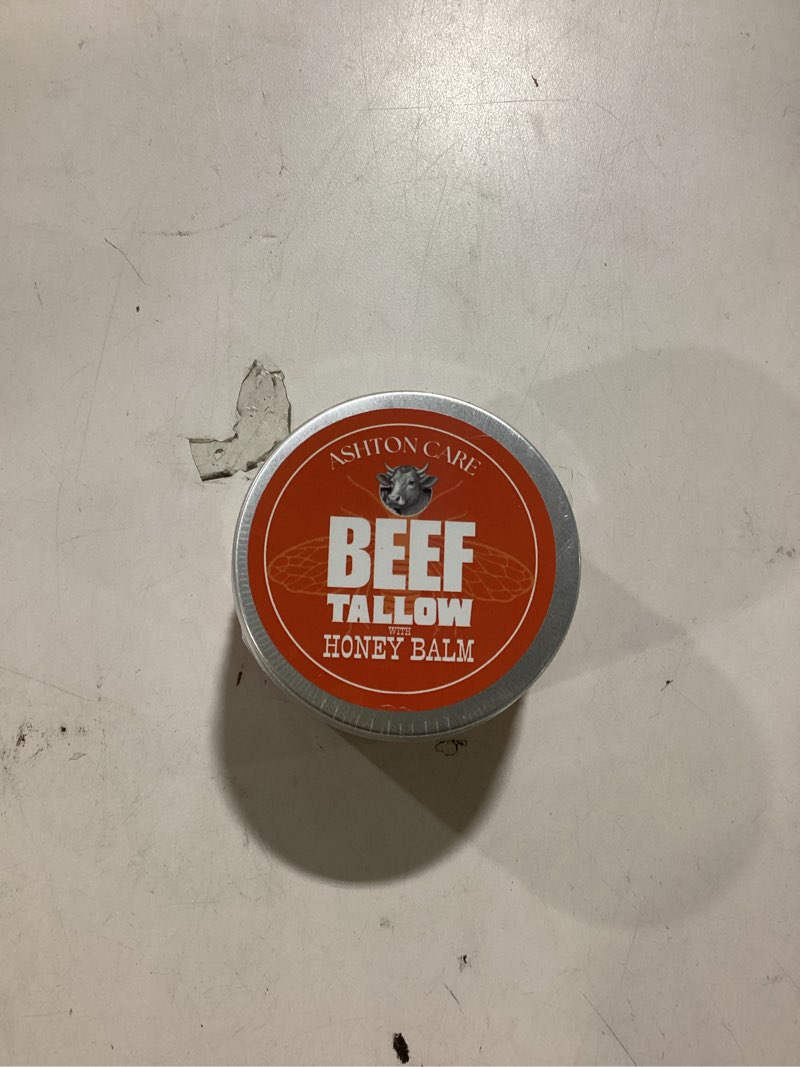 ASHTON CARE
BEEF
TALLOW
WITH
HONEY BALM